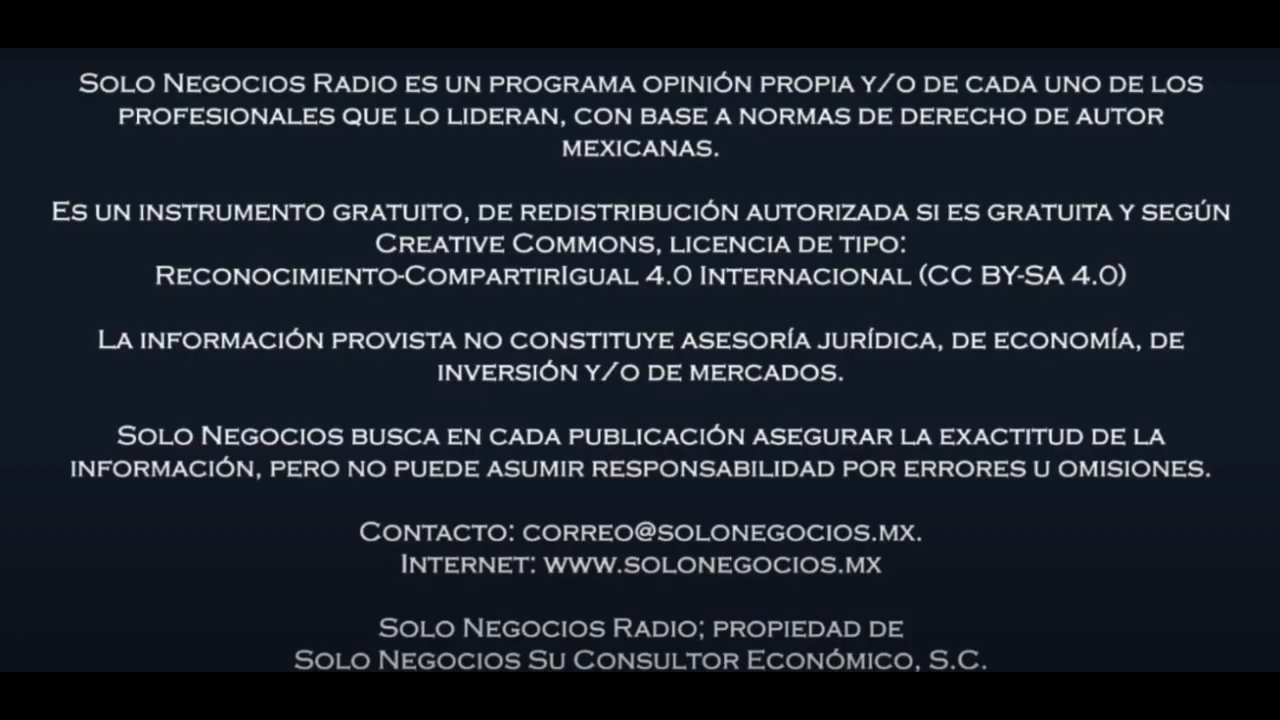 Solo Negocios Radio es un programa opinión propia y/o de cada uno de los
profesionales que lo lideran, con base a normas de derecho de autor
mexicanas.
Es un instrumento gratuito, de redistribución autorizada si es gratuita y según
Creative Commons, licencia de tipo:
Reconocimiento-CompartirIgual 4.0 Internacional (CC BY-SA 4.0)
La información provista no constituye asesoría jurídica, de economía, de
inversión y/o de mercados.
Solo Negocios busca en cada publicación asegurar la exactitud de la
información, pero no puede asumir responsabilidad por errores u omisiones.
Contacto: correo@solonegocios.mx.
Internet: www.solonegocios.mx
Solo Negocios Radio; propiedad de
Solo Negocios Su Consultor Económico, S.C.